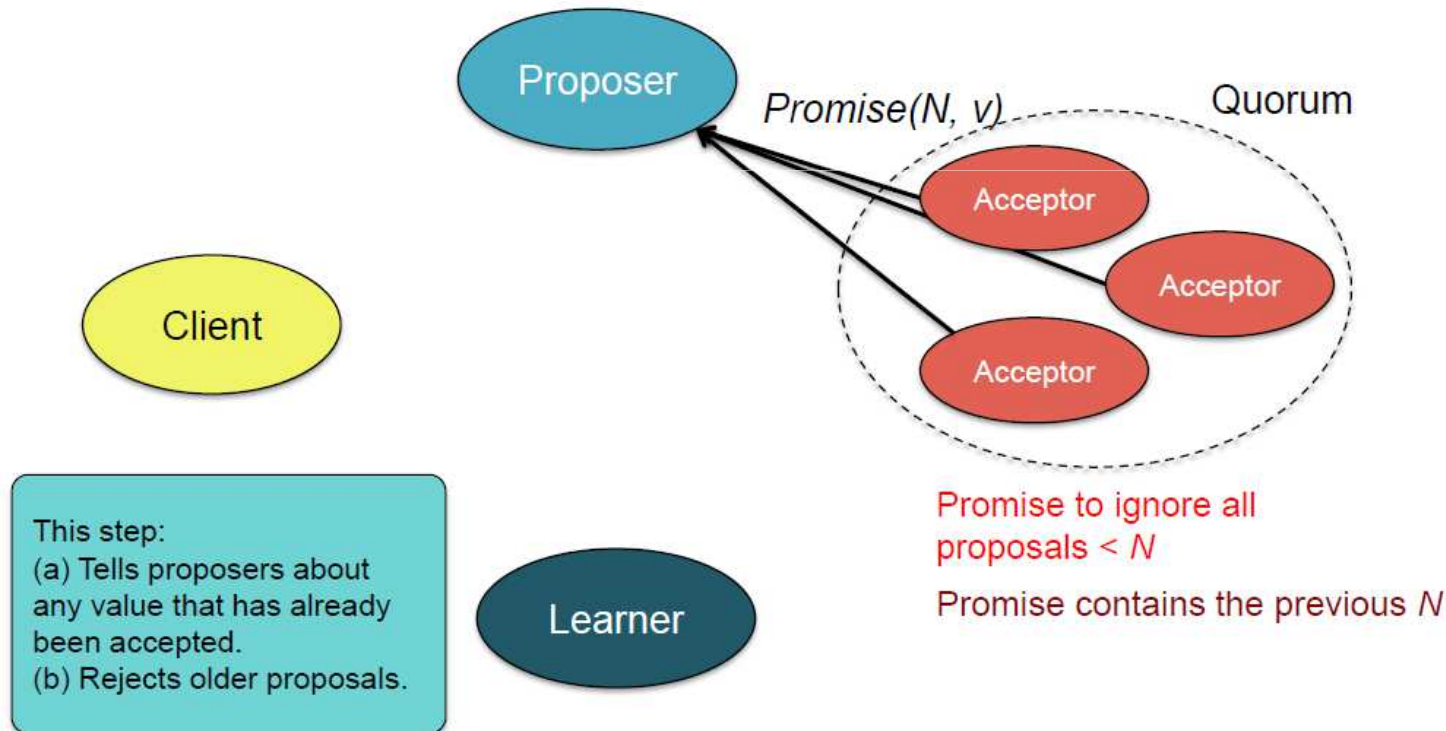 Proposer
Promise(N, v)
Quorum
Acceptor
Acceptor
Acceptor
Client
This step:
(a) Tells proposers about
any value that has already
been accepted.
(b) Rejects older proposals.
Learner
Promise to ignore all
proposals < N
Promise contains the previous N